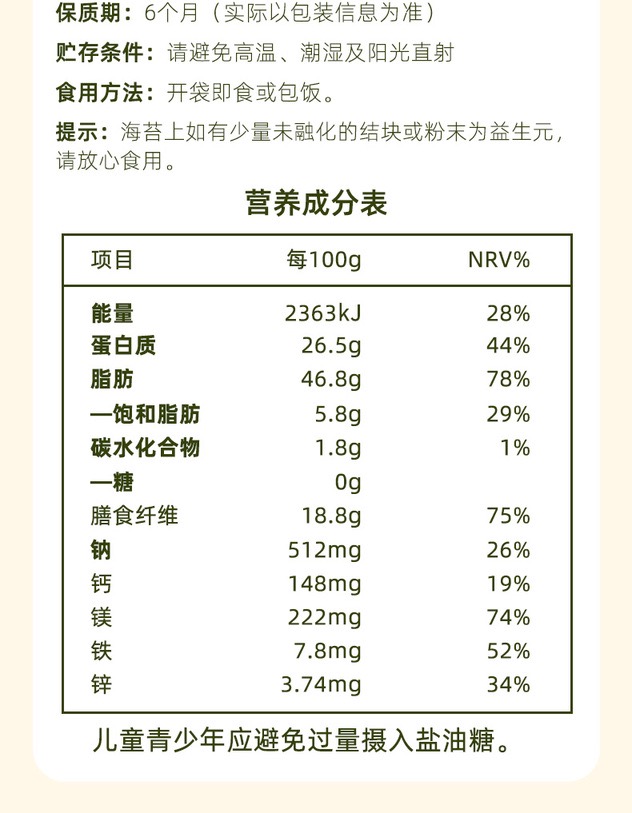 保质期：6个月（实际以包装信息为准）
贮存条件：请避免高温、潮湿及阳光直射
食用方法：开袋即食或包饭。
提示：海苔上如有少量未融化的结块或粉末为益生元，
请放心食用。
营养成分表
项目 每100g NRV%
能量 2363kJ 28%
蛋白质 26.5g 44%
脂肪 46.8g 78%
—饱和脂肪 5.8g 29%
碳水化合物 1.8g 1%
—糖 0g
膳食纤维 18.8g 75%
钠 512mg 26%
钙 148mg 19%
镁 222mg 74%
铁 7.8mg 52%
锌 3.74mg 34%
儿童青少年应避免过量摄入盐油糖。